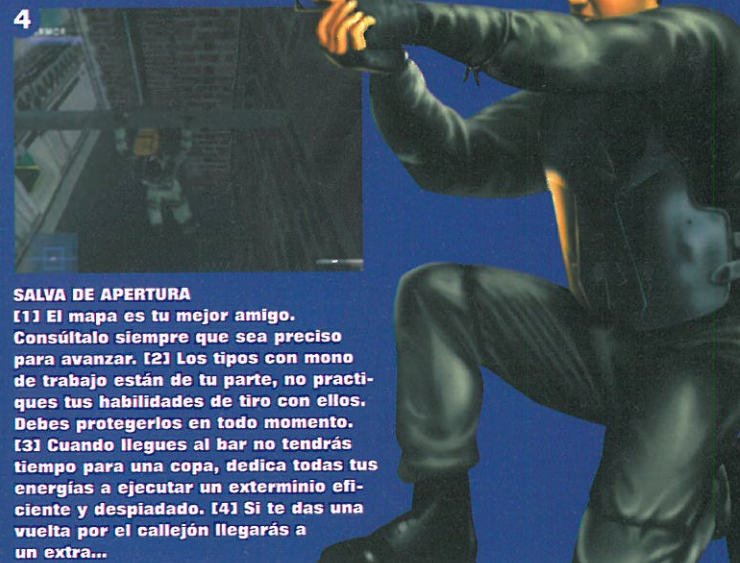 4
ARMOR
SALVA DE APERTURA
[1] El mapa es tu mejor amigo.
Consúltalo siempre que sea preciso
para avanzar. [2] Los tipos con mono
de trabajo están de tu parte, no practi-
ques tus habilidades de tiro con ellos.
Debes protegerlos en todo momento.
[3] Cuando llegues al bar no tendrás
tiempo para una copa, dedica todas tus
energías a ejecutar un exterminio efi-
ciente y despiadado. [4] Si te das una
vuelta por el callejón llegarás a
un extra...